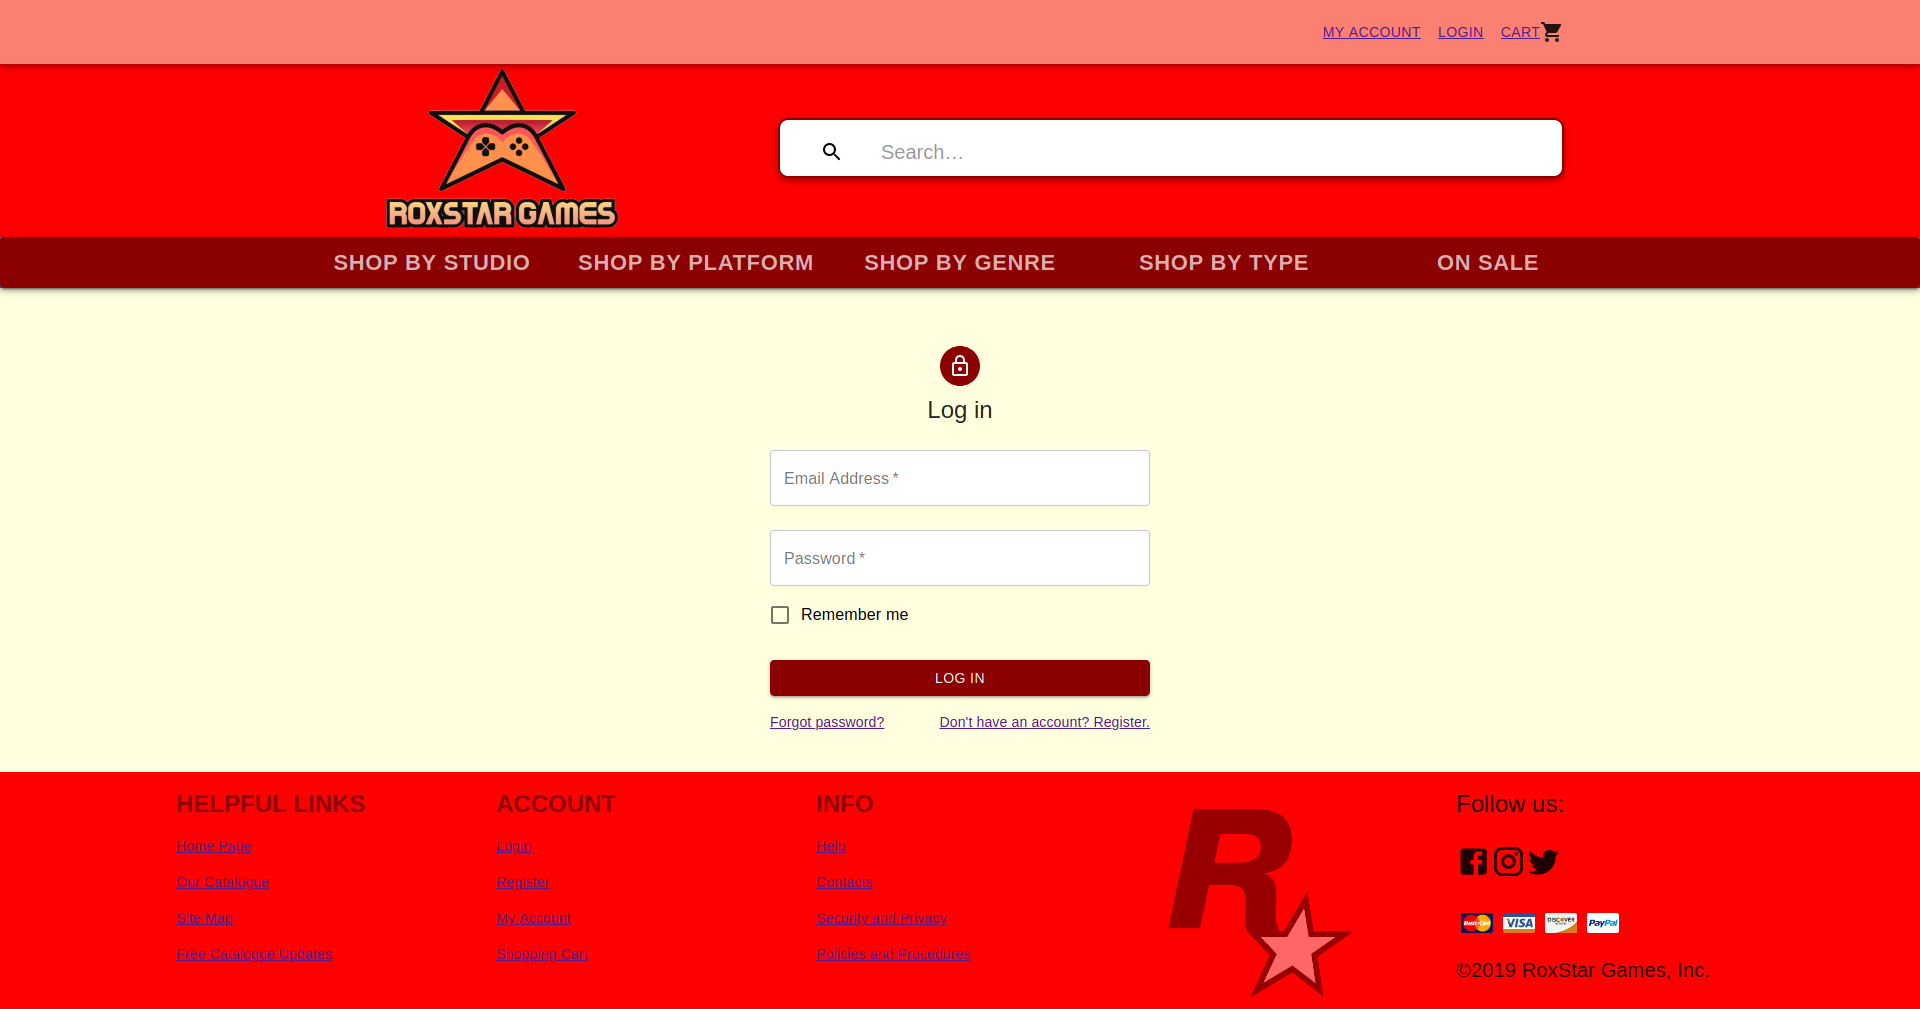 MY ACCOUNT LOGIN CART
ROXSTAR GAMES
Search…
SHOP BY STUDIO SHOP BY PLATFORM SHOP BY GENRE SHOP BY TYPE ON SALE
Log in
Email Address *
Password *
Remember me
LOG IN
Forgot password? Don't have an account? Register.
HELPFUL LINKS
Home Page
Our Catalogue
Site Map
Free Catalogue Updates
ACCOUNT
Login
Register
My Account
Shopping Cart
INFO
Help
Contacts
Security and Privacy
Policies and Procedures
R
Follow us:
MasterCard VISA DISCOVER PayPal
©2019 RoxStar Games, Inc.